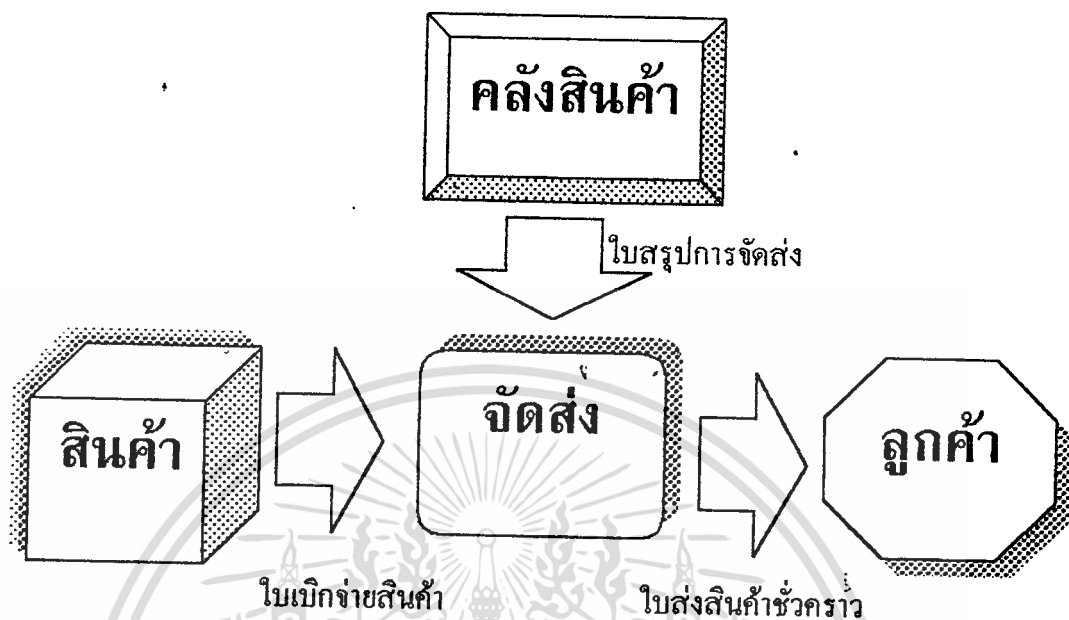 คลังสินค้า
ใบสรุปการจัดส่ง
สินค้า
จัดส่ง
ลูกค้า
ใบเบิกจ่ายสินค้า
ใบส่งสินค้าชั่วคราว